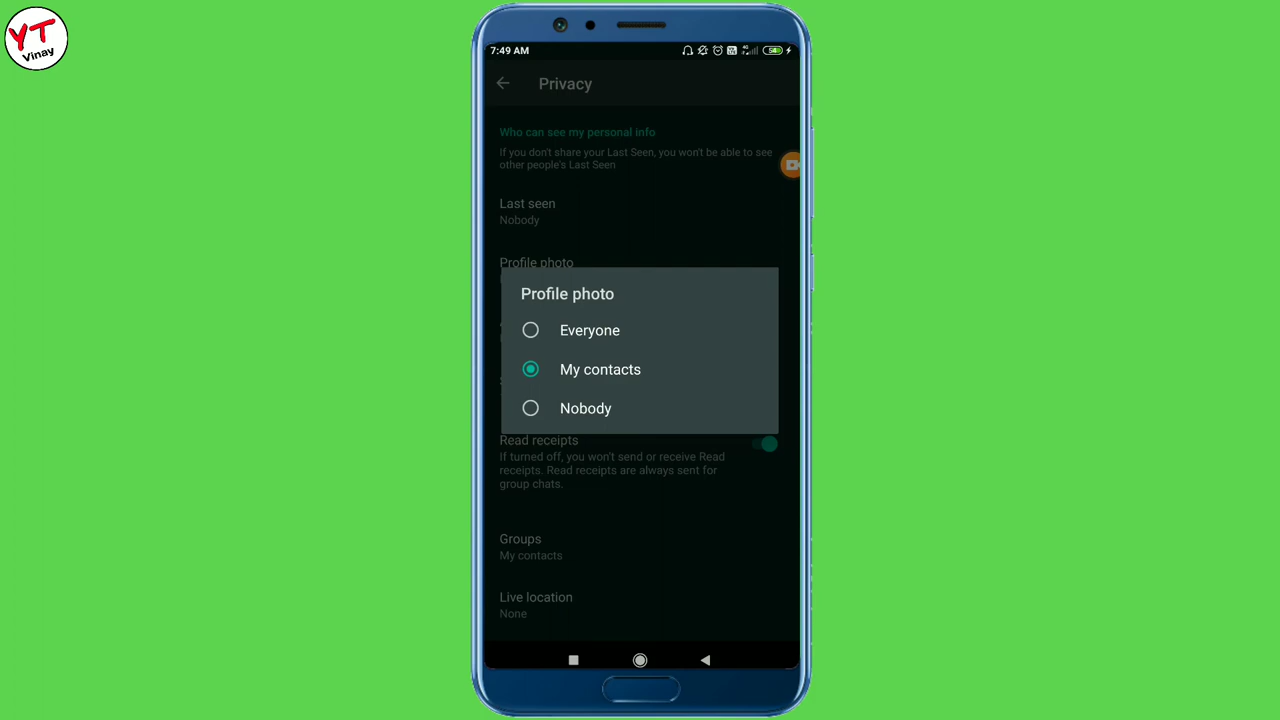 YT
Vinay
7:49 AM
54
Privacy
Who can see my personal info
If you don't share your Last Seen, you won't be able to see
other people's Last Seen
Last seen
Nobody
Profile photo
Profile photo
Everyone
My contacts
Nobody
Read receipts
If turned off, you won't send or receive Read
receipts. Read receipts are always sent for
group chats.
Groups
My contacts
Live location
None